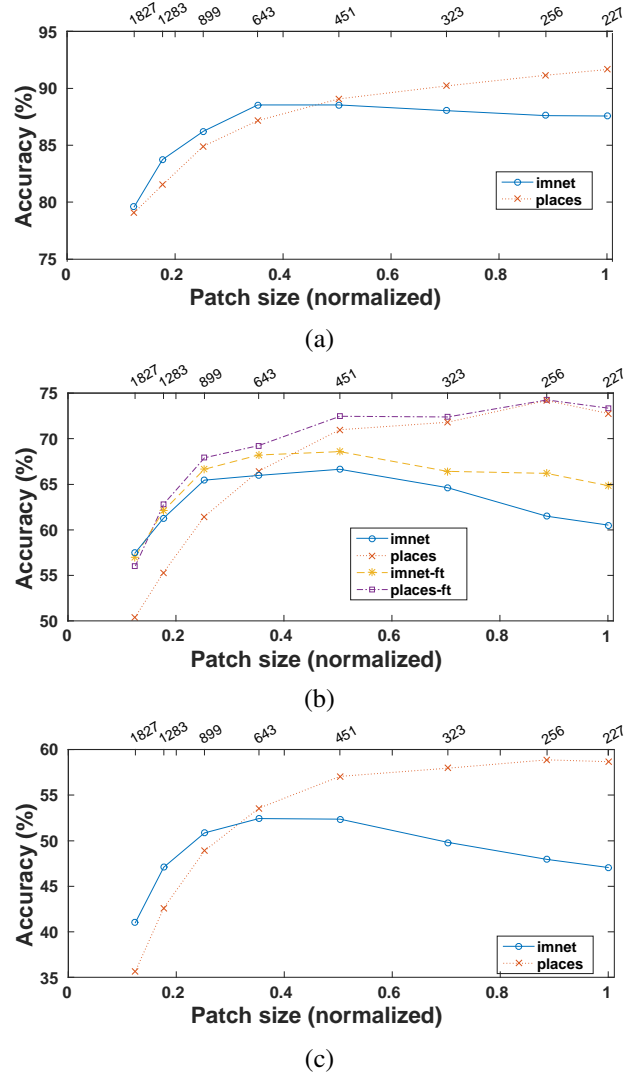 1827 1283 899 643 451 323 256 227
95
90
85
80
75
Accuracy (%)
imnet
places
0 0.2 0.4 0.6 0.8 1
Patch size (normalized)
(a)
1827 1283 899 643 451 323 256 227
75
70
65
60
55
50
Accuracy (%)
imnet
places
imnet-ft
places-ft
0 0.2 0.4 0.6 0.8 1
Patch size (normalized)
(b)
1827 1283 899 643 451 323 256 227
60
55
50
45
40
35
Accuracy (%)
imnet
places
0 0.2 0.4 0.6 0.8 1
Patch size (normalized)
(c)